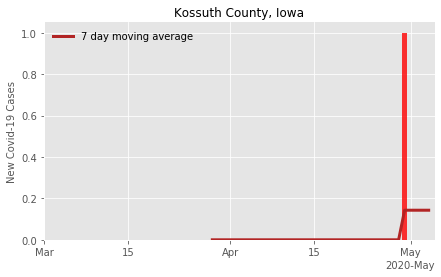 Kossuth County, Iowa
7 day moving average
New Covid-19 Cases
1.0
0.8
0.6
0.4
0.2
0.0
Mar 15 Apr 15 May
2020-May